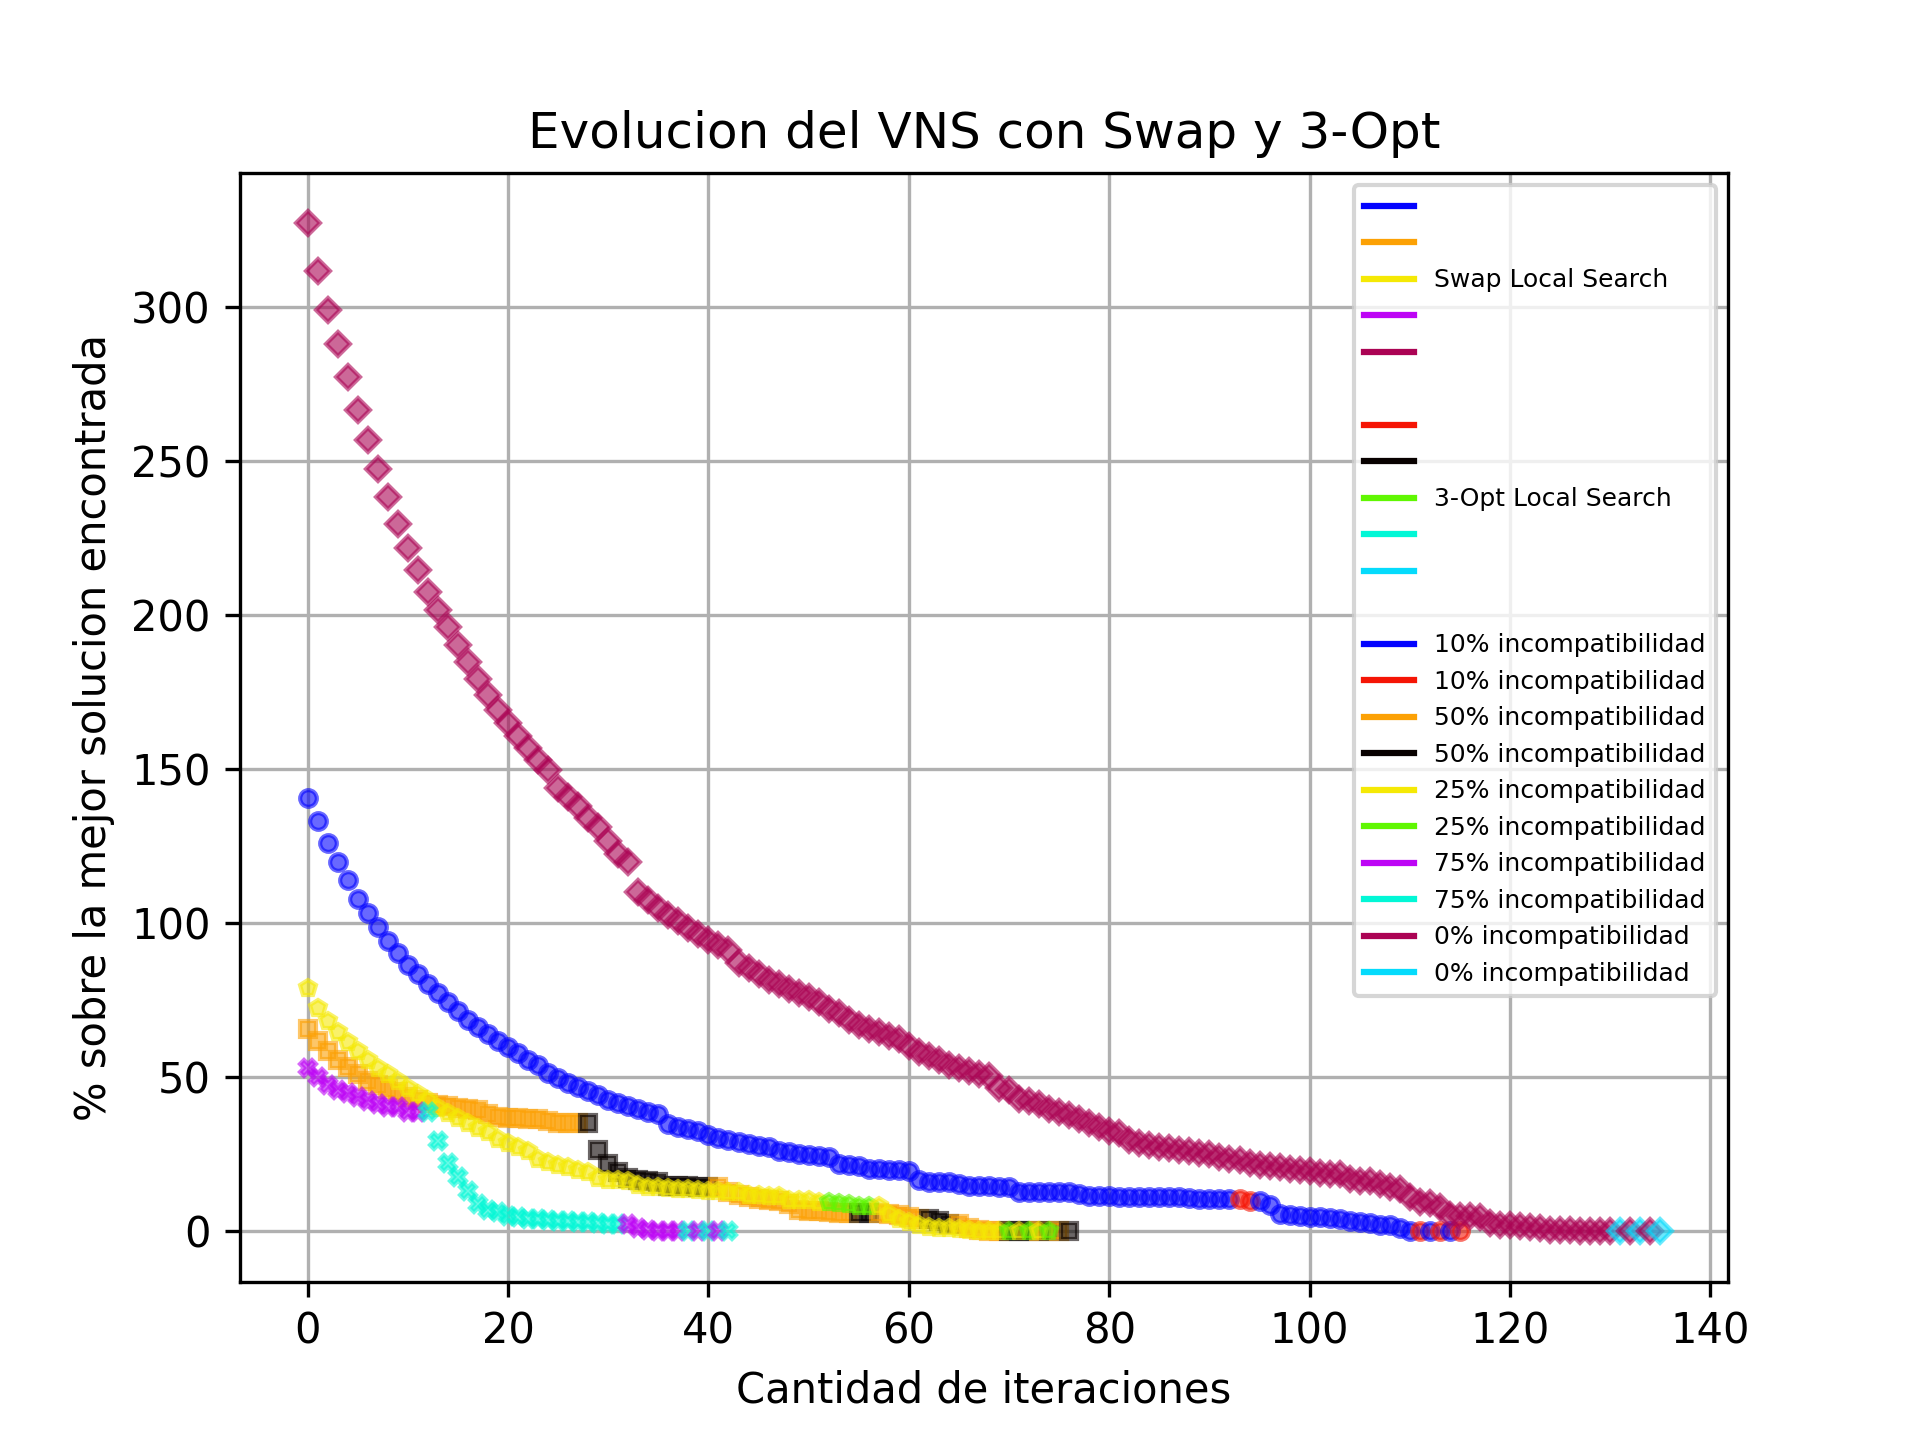 Evolucion del VNS con Swap y 3-Opt
% sobre la mejor solucion encontrada
300
250
200
150
100
50
0
Swap Local Search
3-Opt Local Search
10% incompatibilidad
10% incompatibilidad
50% incompatibilidad
50% incompatibilidad
25% incompatibilidad
25% incompatibilidad
75% incompatibilidad
75% incompatibilidad
0% incompatibilidad
0% incompatibilidad
0 20 40 60 80 100 120 140
Cantidad de iteraciones